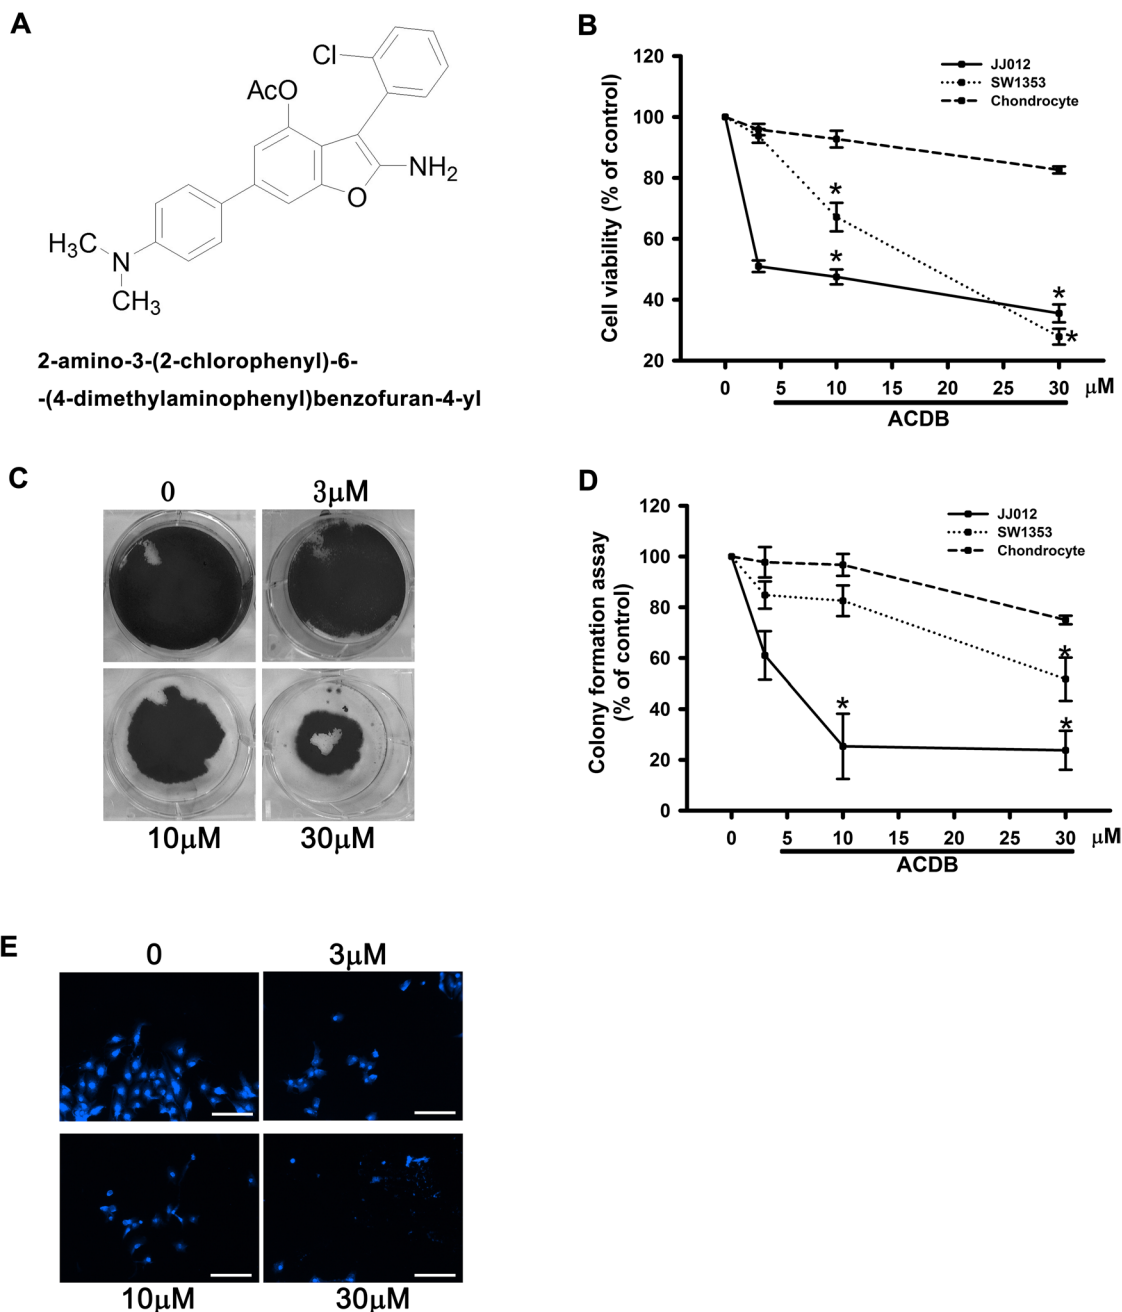 A
Cl
AcO
NH2
O
H3C
N
CH3
2-amino-3-(2-chlorophenyl)-6-
-(4-dimethylaminophenyl)benzofuran-4-yl
B
120
100
80
60
40
20
Cell viability (% of control)
JJ012
SW1353
Chondrocyte
*
*
*
*
0 5 10 15 20 25 30 μM
ACDB
C
0 3μM
10μM 30μM
D
120
100
80
60
40
20
0
Colony formation assay
(% of control)
JJ012
SW1353
Chondrocyte
*
*
*
0 5 10 15 20 25 30 μM
ACDB
E
0 3μM
10μM 30μM